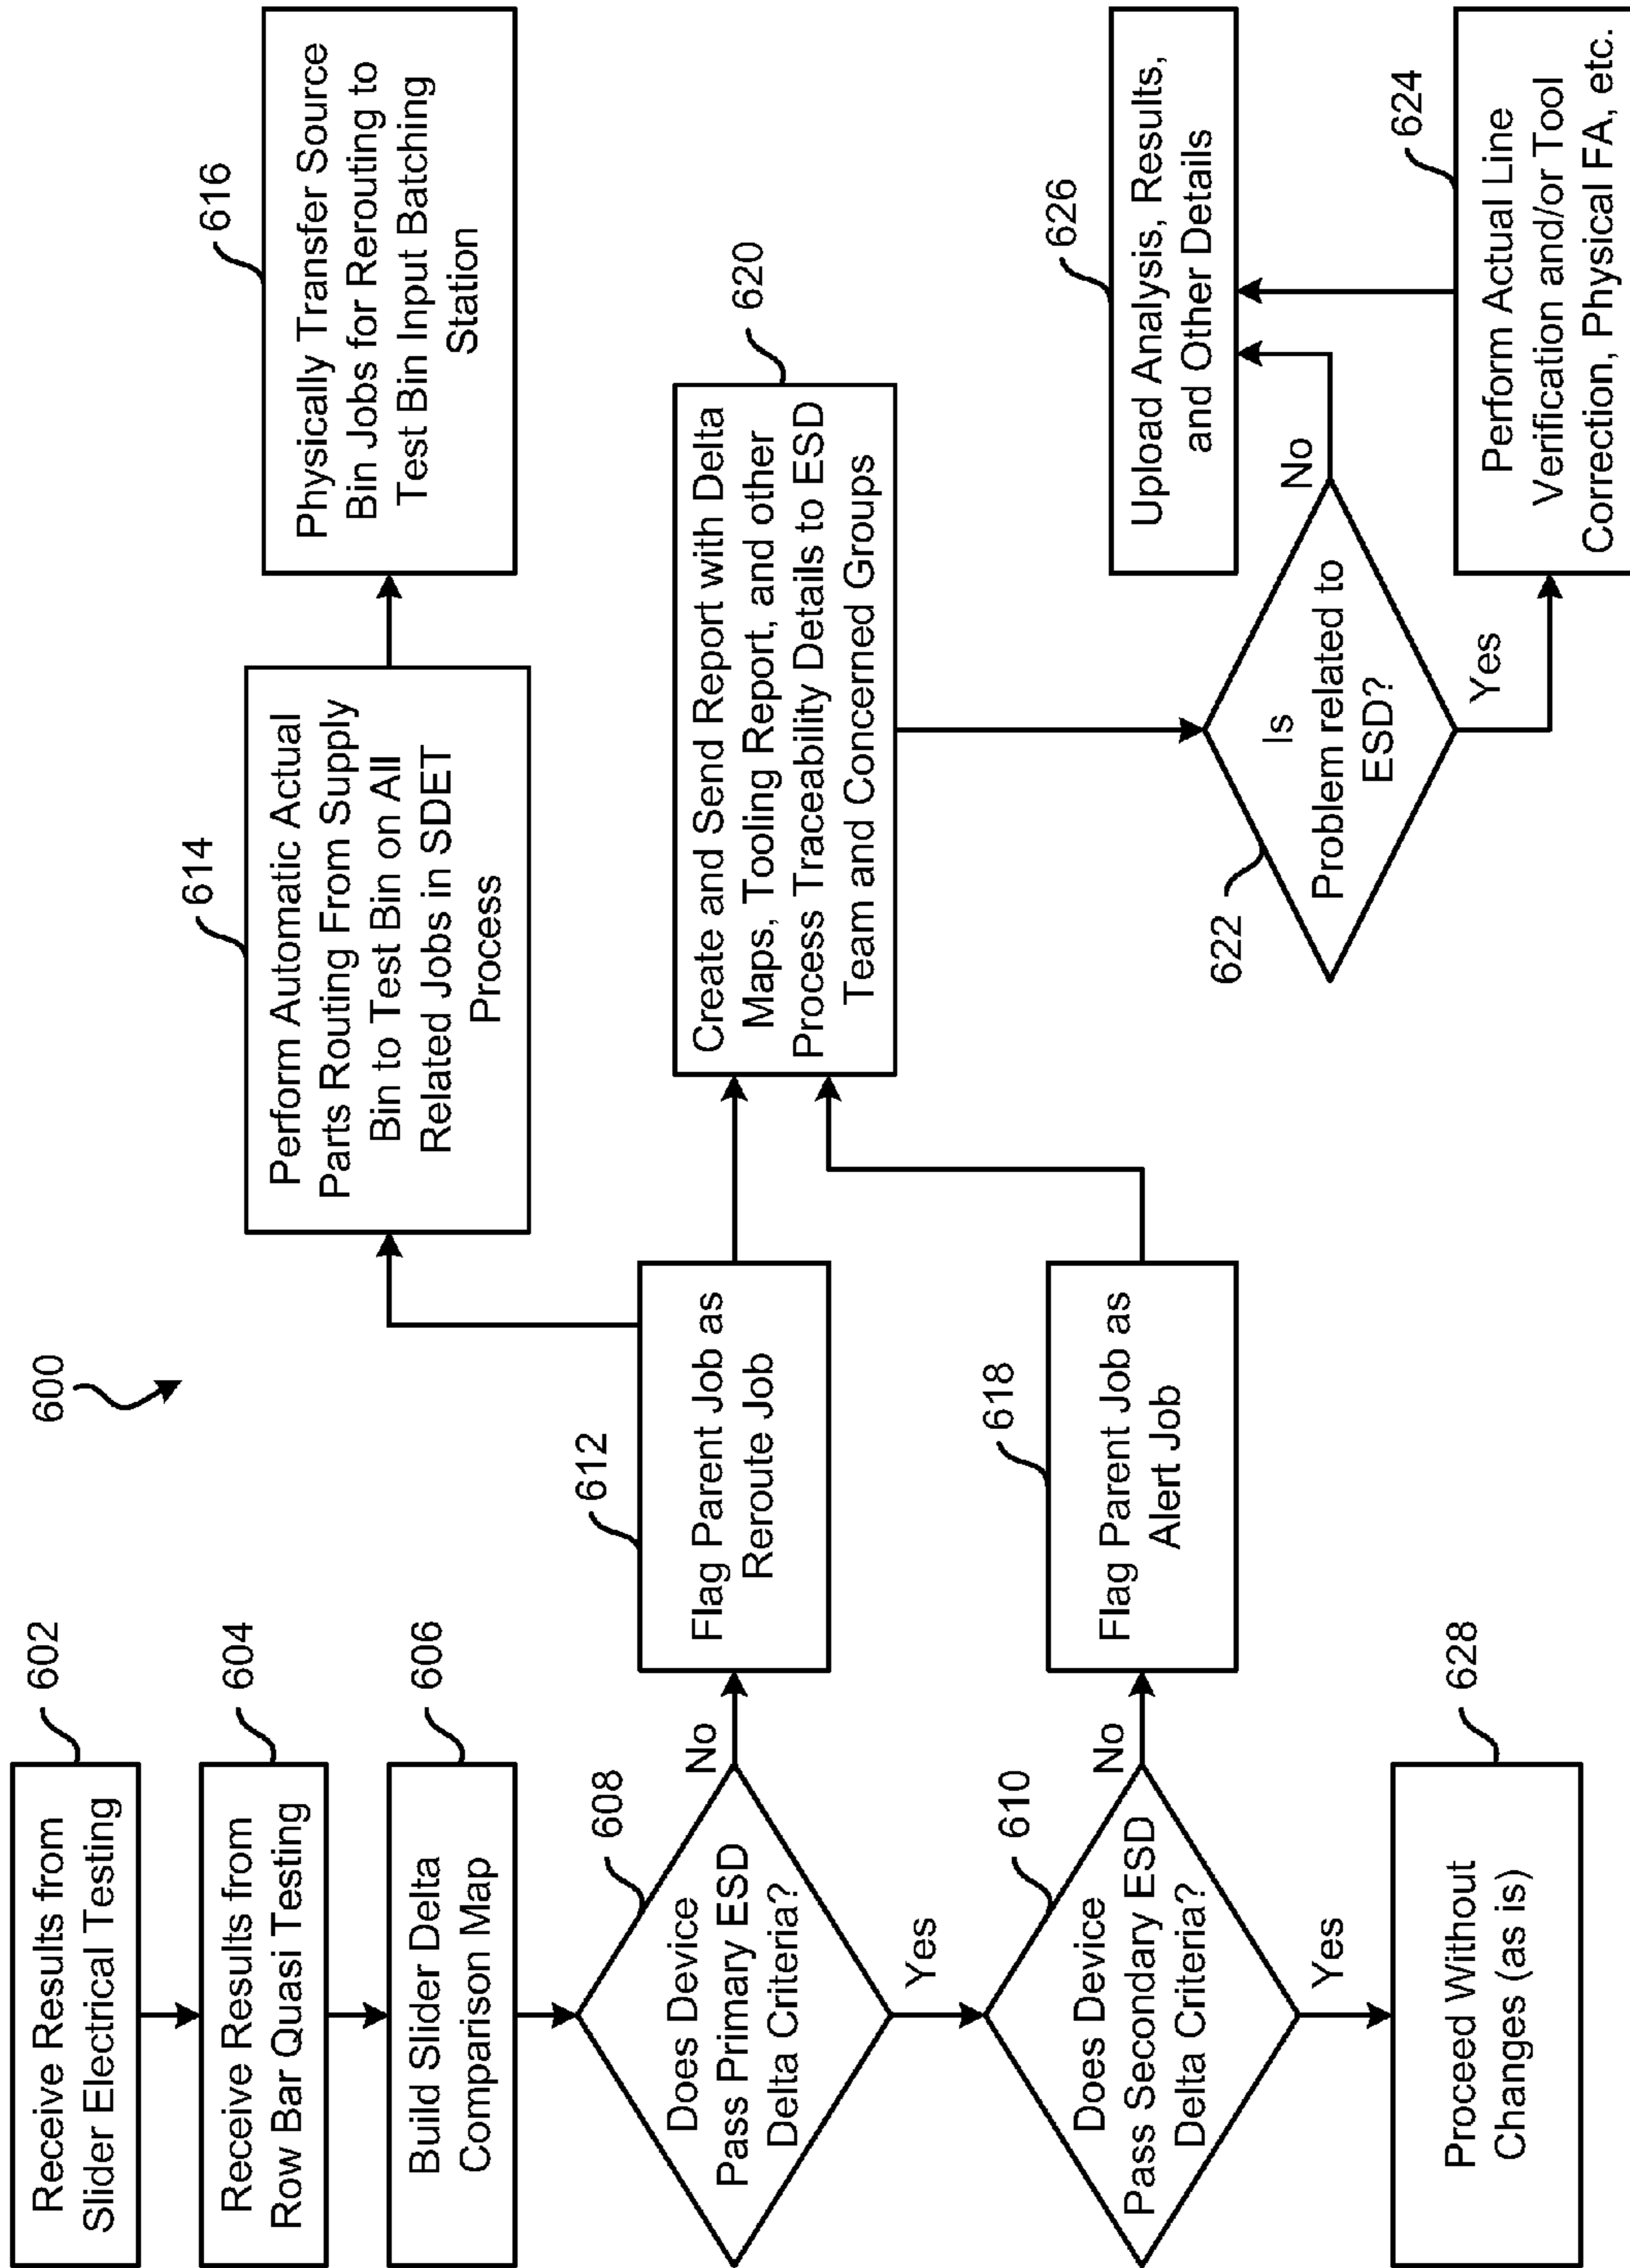 600
602
Receive Results from
Slider Electrical Testing
604
Receive Results from
Row Bar Quasi Testing
606
Build Slider Delta
Comparison Map
608
Does Device
Pass Primary ESD
Delta Criteria?
No
Yes
610
Does Device
Pass Secondary ESD
Delta Criteria?
No
Yes
628
Proceed Without
Changes (as is)
612
Flag Parent Job as
Reroute Job
618
Flag Parent Job as
Alert Job
614
Perform Automatic Actual
Parts Routing From Supply
Bin to Test Bin on All
Related Jobs in SDET
Process
616
Physically Transfer Source
Bin Jobs for Rerouting to
Test Bin Input Batching
Station
620
Create and Send Report with Delta
Maps, Tooling Report, and other
Process Traceability Details to ESD
Team and Concerned Groups
622
Is
Problem related to
ESD?
No
Yes
626
Upload Analysis, Results,
and Other Details
624
Perform Actual Line
Verification and/or Tool
Correction, Physical FA, etc.